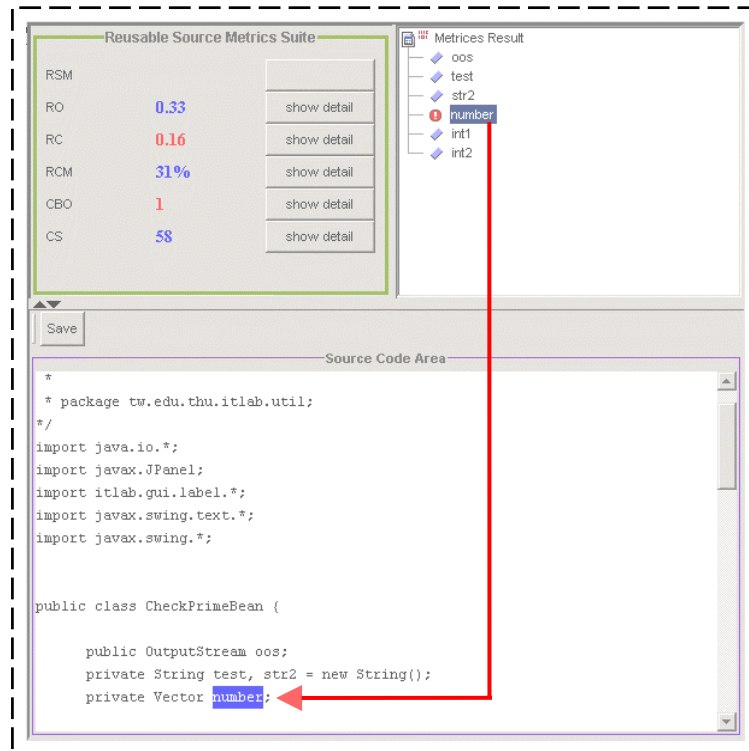 Reusable Source Metrics Suite
RSM
RO 0.33 show detail
RC 0.16 show detail
RCM 31% show detail
CBO 1 show detail
CS 58 show detail
Metrices Result
oos
test
str2
number
int1
int2
Save
Source Code Area
*
* package tw.edu.thu.itlab.util;
*/
import java.io.*;
import javax.JPanel;
import itlab.gui.label.*;
import javax.swing.text.*;
import javax.swing.*;
public class CheckPrimeBean {
public OutputStream oos;
private String test, str2 = new String();
private Vector number;